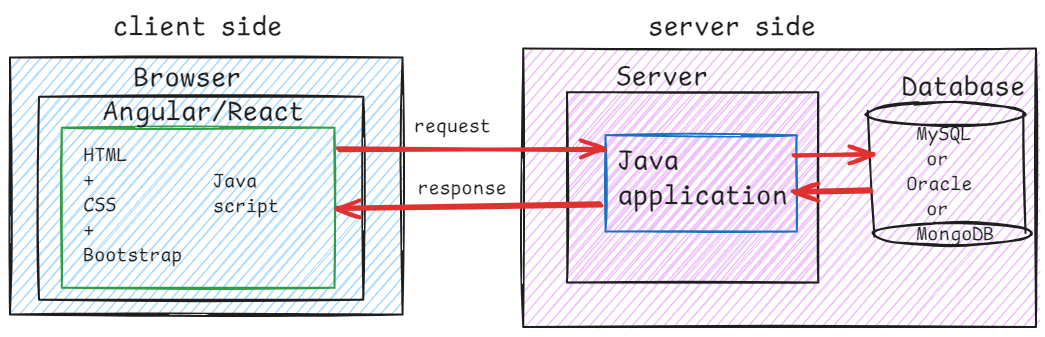 client side
server side
Browser
Angular/React
HTML
+
CSS
+
Bootstrap
Java
script
request
response
Server
Java
application
Database
MySQL
or
Oracle
or
MongoDB